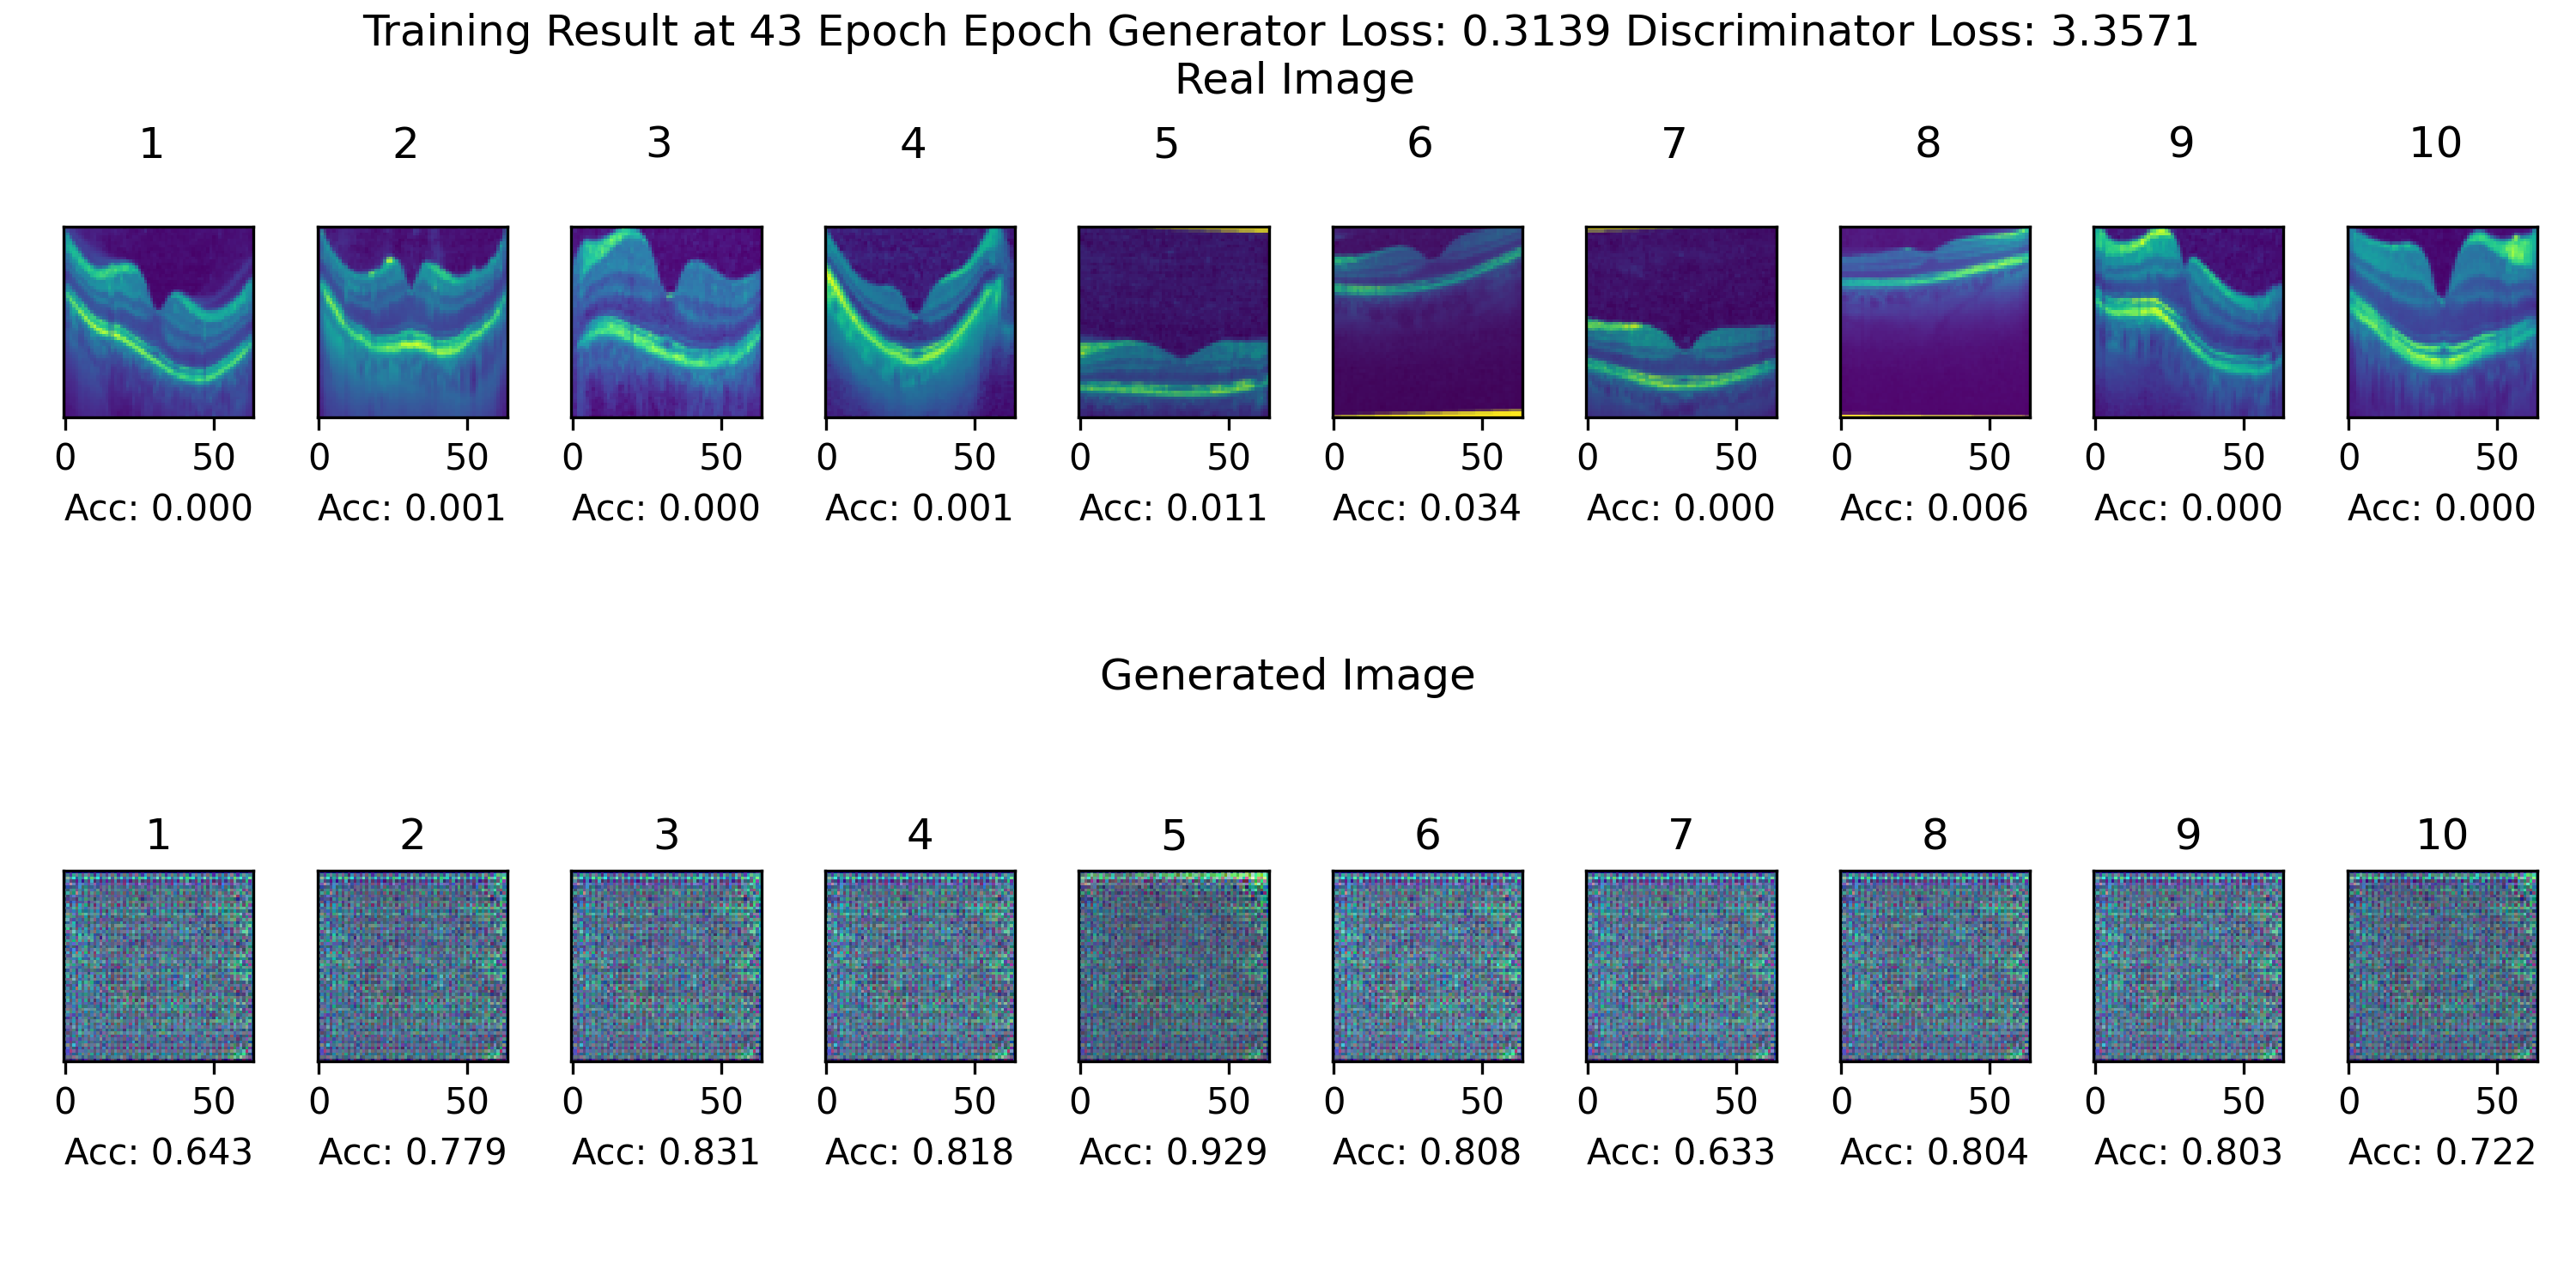 Training Result at 43 Epoch Epoch Generator Loss: 0.3139 Discriminator Loss: 3.3571
Real Image
1 2 3 4 5 6 7 8 9 10
0 50 0 50 0 50 0 50 0 50 0 50 0 50 0 50 0 50 0 50
Acc: 0.000 Acc: 0.001 Acc: 0.000 Acc: 0.001 Acc: 0.011 Acc: 0.034 Acc: 0.000 Acc: 0.006 Acc: 0.000 Acc: 0.000
Generated Image
1 2 3 4 5 6 7 8 9 10
0 50 0 50 0 50 0 50 0 50 0 50 0 50 0 50 0 50 0 50
Acc: 0.643 Acc: 0.779 Acc: 0.831 Acc: 0.818 Acc: 0.929 Acc: 0.808 Acc: 0.633 Acc: 0.804 Acc: 0.803 Acc: 0.722